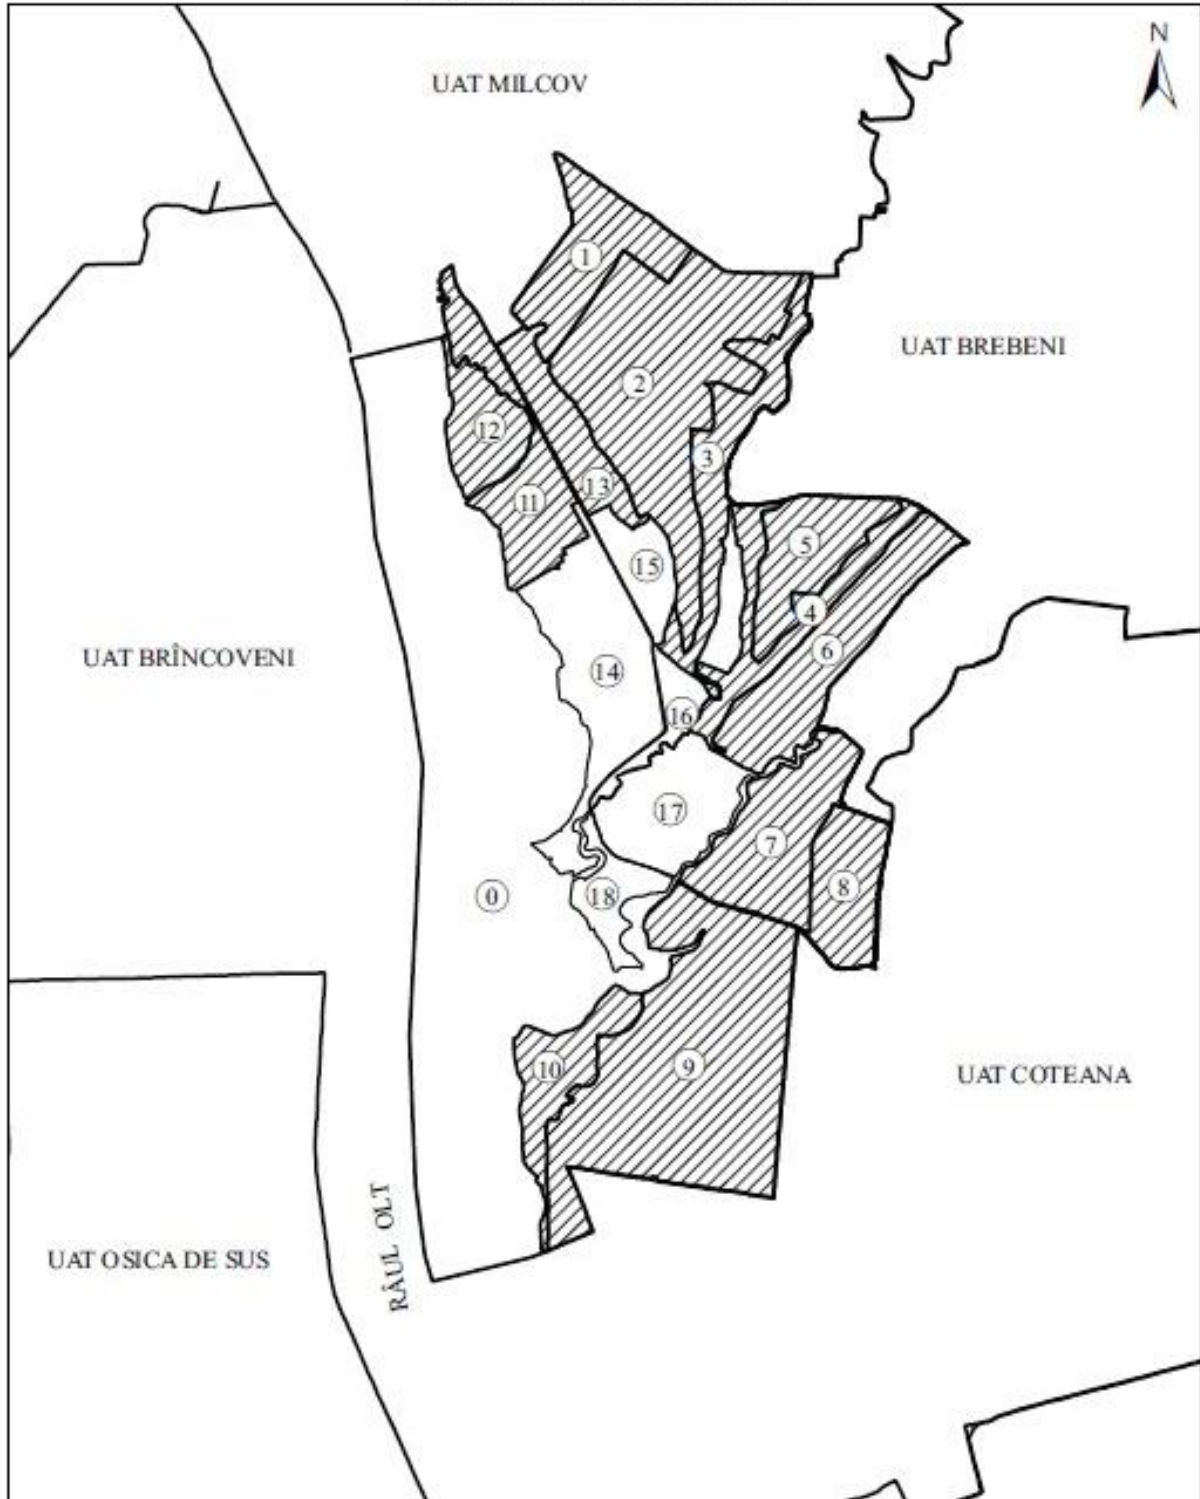 N
UAT MILCOV
1
UAT BREBENI
2
12
3
13
11
5
15
4
6
UAT BRÎNCOVENI
14
16
17
7
8
0
18
10
9
UAT COTEANA
RÂUL OLT
UAT OSICA DE SUS